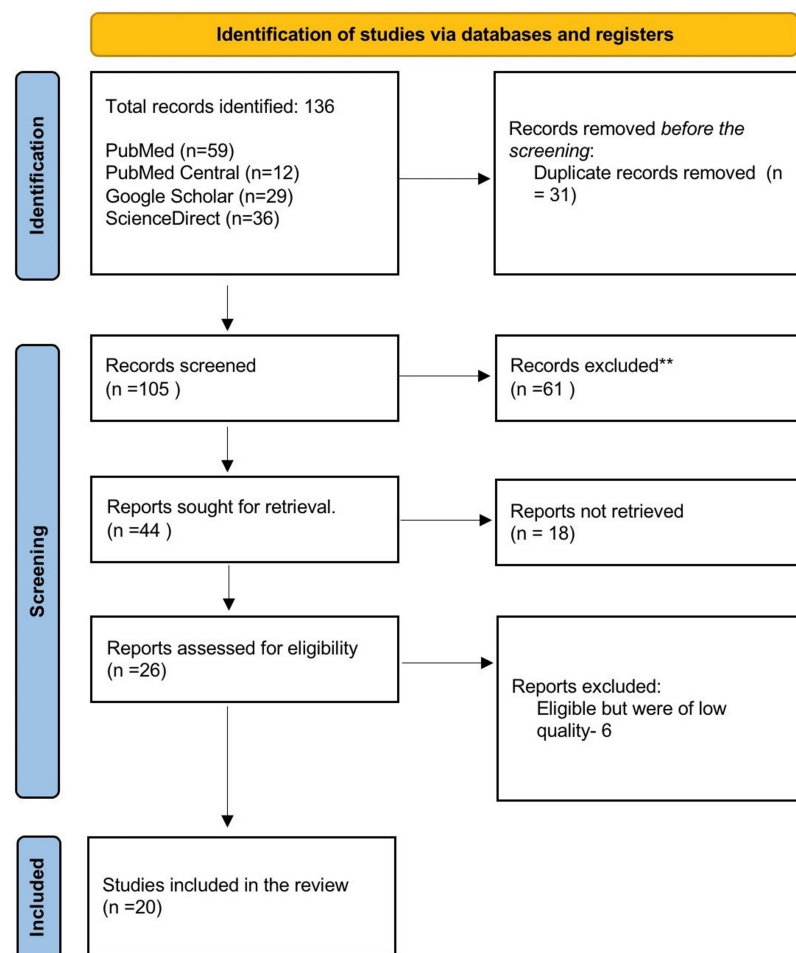 Identification of studies via databases and registers
Identification
Total records identified: 136
PubMed (n=59)
PubMed Central (n=12)
Google Scholar (n=29)
ScienceDirect (n=36)
Records removed before the
screening:
Duplicate records removed (n
= 31)
Screening
Records screened
(n =105 )
Records excluded**
(n =61 )
Reports sought for retrieval.
(n =44 )
Reports not retrieved
(n = 18)
Reports assessed for eligibility
(n =26)
Reports excluded:
Eligible but were of low
quality- 6
Included
Studies included in the review
(n =20)